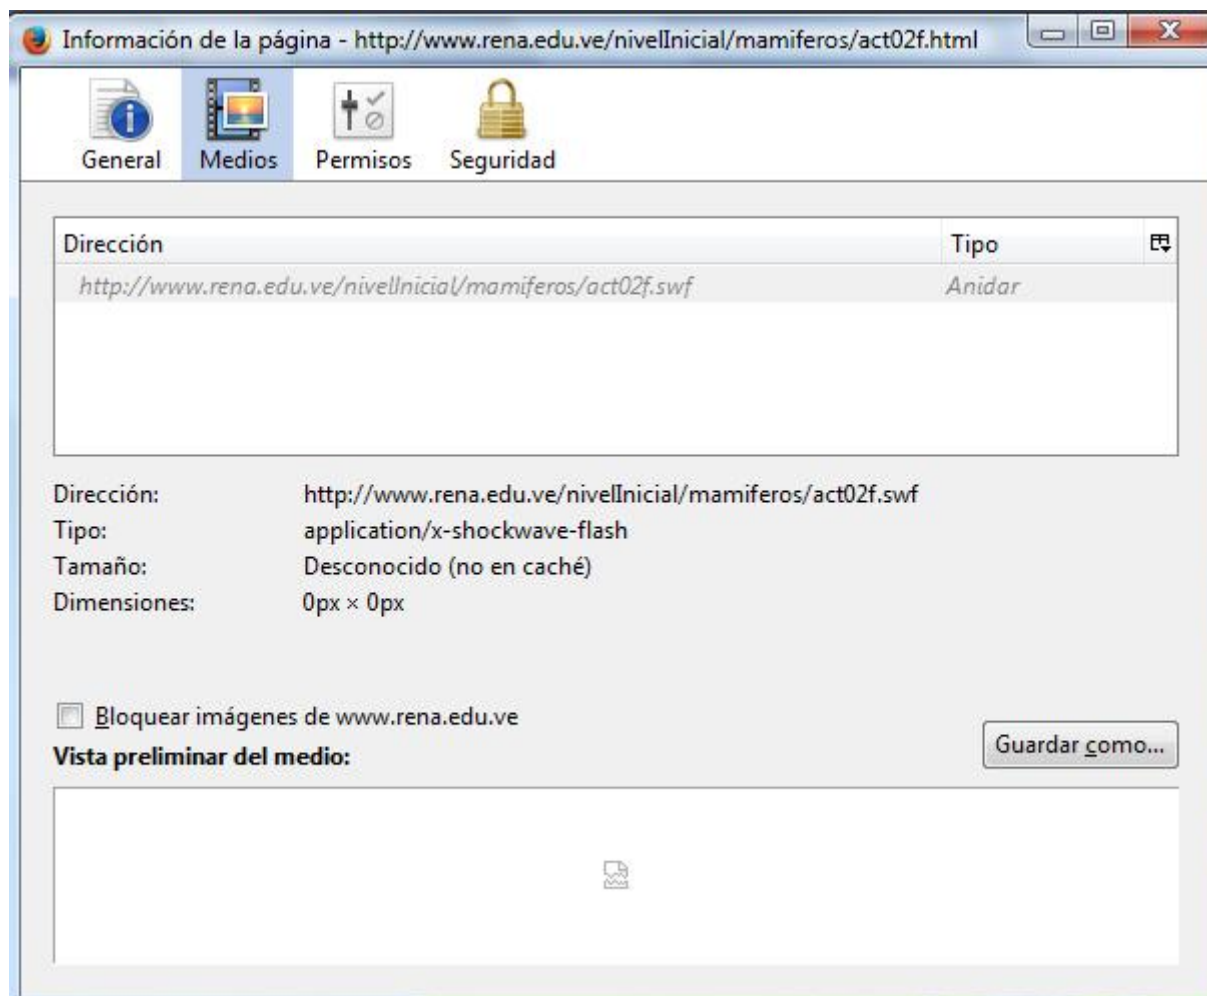 Información de la página - http://www.rena.edu.ve/nivelInicial/mamiferos/act02f.html
General Medios Permisos Seguridad
Dirección Tipo
http://www.rena.edu.ve/nivelInicial/mamiferos/act02f.swf Anidar
Dirección: http://www.rena.edu.ve/nivelInicial/mamiferos/act02f.swf
Tipo: application/x-shockwave-flash
Tamaño: Desconocido (no en caché)
Dimensiones: 0px × 0px
Bloquear imágenes de www.rena.edu.ve
Guardar como...
Vista preliminar del medio: